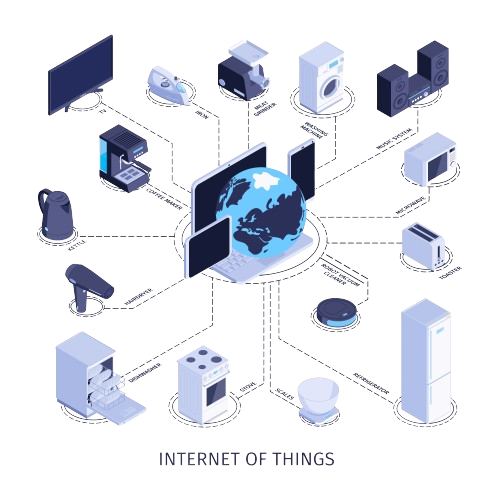 TV
IRON
MEAT
GRINDER
WASHING
MACHINE
MUSIC SYSTEM
COFFEE MAKER
MICROWAVE
KETTLE
TOASTER
ROBOT VACUUM
CLEANER
HAIRDRYER
DISHWASHER
STOVE
SCALES
REFRIGERATOR
INTERNET OF THINGS